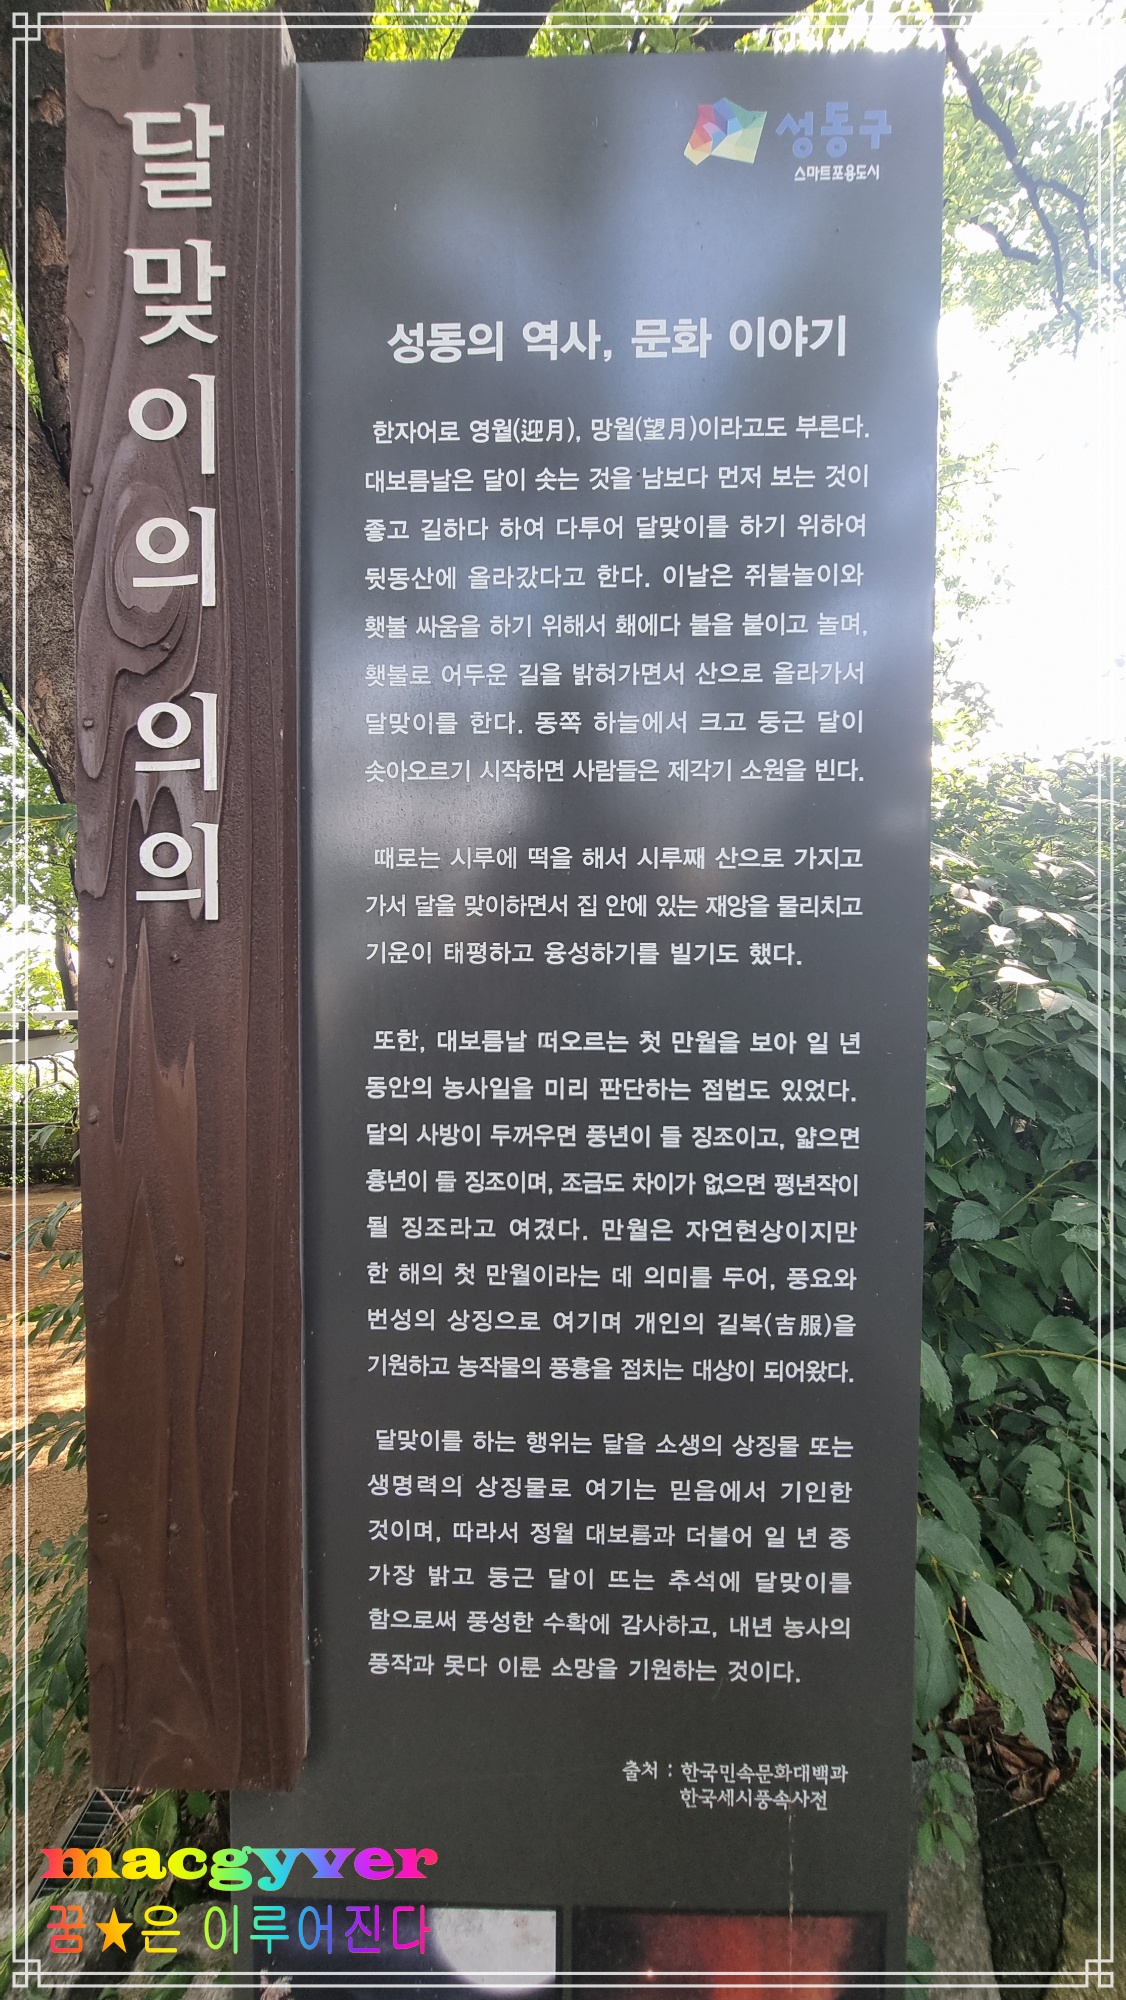 달맞이의 의의
성동구
스마트포용도시
성동의 역사, 문화 이야기
한자어로 영월(迎月), 망월(望月)이라고도 부른다.
대보름날은 달이 솟는 것을 남보다 먼저 보는 것이
좋고 길하다 하여 다투어 달맞이를 하기 위하여
뒷동산에 올라갔다고 한다. 이날은 쥐불놀이와
횃불 싸움을 하기 위해서 홰에다 불을 붙이고 놀며,
횃불로 어두운 길을 밝혀가면서 산으로 올라가서
달맞이를 한다. 동쪽 하늘에서 크고 둥근 달이
솟아오르기 시작하면 사람들은 제각기 소원을 빈다.
때로는 시루에 떡을 해서 시루째 산으로 가지고
가서 달을 맞이하면서 집 안에 있는 재앙을 물리치고
기운이 태평하고 융성하기를 빌기도 했다.
또한, 대보름날 떠오르는 첫 만월을 보아 일 년
동안의 농사일을 미리 판단하는 점법도 있었다.
달의 사방이 두꺼우면 풍년이 들 징조이고, 얇으면
흉년이 들 징조이며, 조금도 차이가 없으면 평년작이
될 징조라고 여겼다. 만월은 자연현상이지만
한 해의 첫 만월이라는 데 의미를 두어, 풍요와
번성의 상징으로 여기며 개인의 길복(吉服)을
기원하고 농작물의 풍흉을 점치는 대상이 되어왔다.
달맞이를 하는 행위는 달을 소생의 상징물 또는
생명력의 상징물로 여기는 믿음에서 기인한
것이며, 따라서 정월 대보름과 더불어 일 년 중
가장 밝고 둥근 달이 뜨는 추석에 달맞이를
함으로써 풍성한 수확에 감사하고, 내년 농사의
풍작과 못다 이룬 소망을 기원하는 것이다.
출처 : 한국민속문화대백과
한국세시풍속사전
macgyver
꿈★은 이루어진다